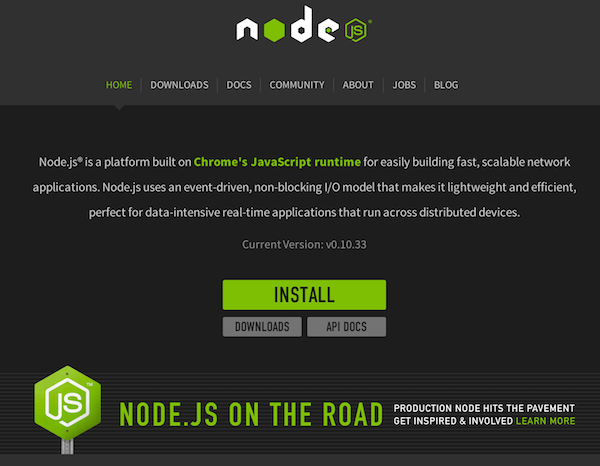 node JS ®
HOME DOWNLOADS DOCS COMMUNITY ABOUT JOBS BLOG
Node.js® is a platform built on Chrome's JavaScript runtime for easily building fast, scalable network
applications. Node.js uses an event-driven, non-blocking I/O model that makes it lightweight and efficient,
perfect for data-intensive real-time applications that run across distributed devices.
Current Version: v0.10.33
INSTALL
DOWNLOADS API DOCS
JS ™
NODE.JS ON THE ROAD
PRODUCTION NODE HITS THE PAVEMENT
GET INSPIRED & INVOLVED LEARN MORE